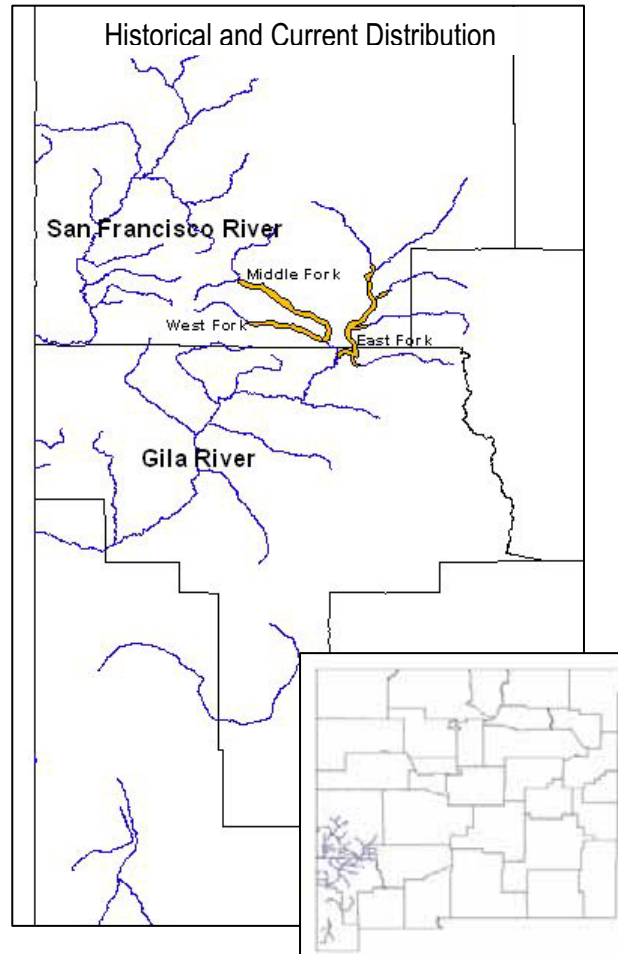 Historical and Current Distribution
San Francisco River
Middle Fork
West Fork
East Fork
Gila River